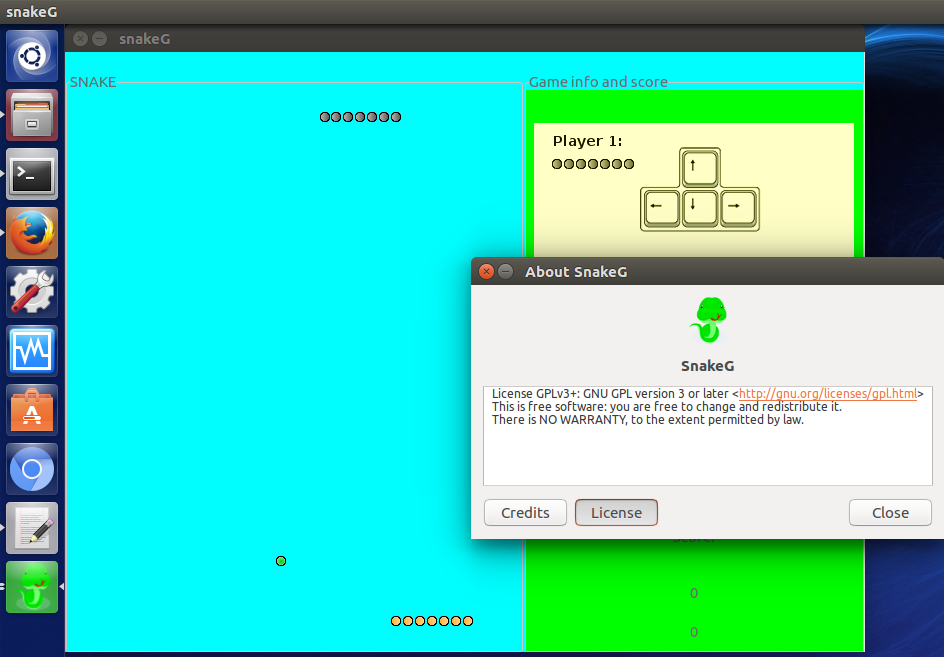 snakeG
snakeG
SNAKE
Game info and score
Player 1:
About SnakeG
SnakeG
License GPLv3+: GNU GPL version 3 or later <http://gnu.org/licenses/gpl.html>
This is free software: you are free to change and redistribute it.
There is NO WARRANTY, to the extent permitted by law.
Credits
License
Close
0
0